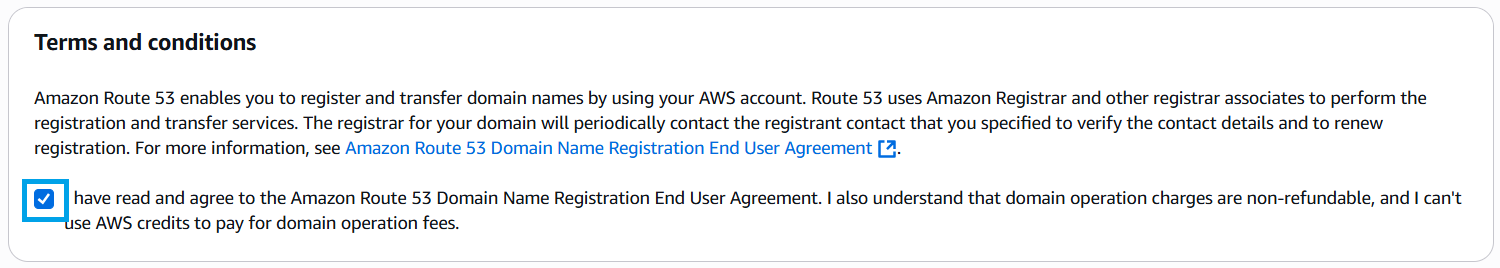 Terms and conditions
Amazon Route 53 enables you to register and transfer domain names by using your AWS account. Route 53 uses Amazon Registrar and other registrar associates to perform the
registration and transfer services. The registrar for your domain will periodically contact the registrant contact that you specified to verify the contact details and to renew
registration. For more information, see Amazon Route 53 Domain Name Registration End User Agreement.
have read and agree to the Amazon Route 53 Domain Name Registration End User Agreement. I also understand that domain operation charges are non-refundable, and I can't
use AWS credits to pay for domain operation fees.